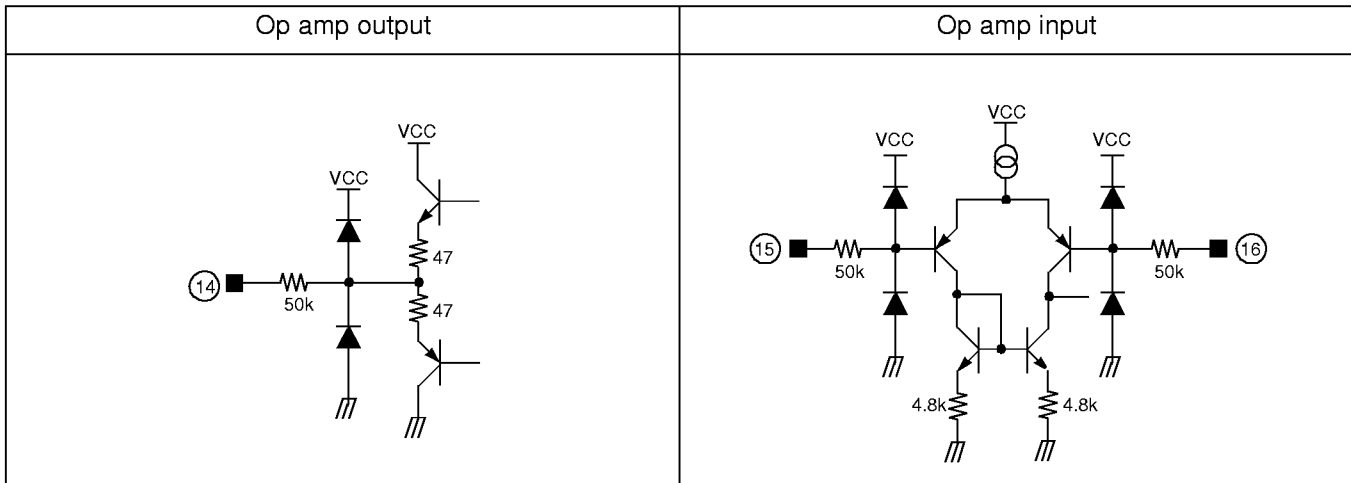 Op amp output
Op amp input
VCC
VCC
47
14
50k
47
VCC
VCC
VCC
15
50k
50k
16
4.8k
4.8k